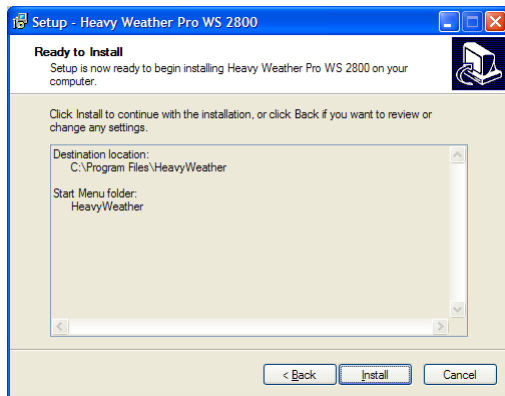 Setup - Heavy Weather Pro WS 2800
Ready to Install
Setup is now ready to begin installing Heavy Weather Pro WS 2800 on your
computer.
Click Install to continue with the installation, or click Back if you want to review or
change any settings.
Destination location:
C:\Program Files\HeavyWeather
Start Menu folder:
HeavyWeather
< Back
Install
Cancel